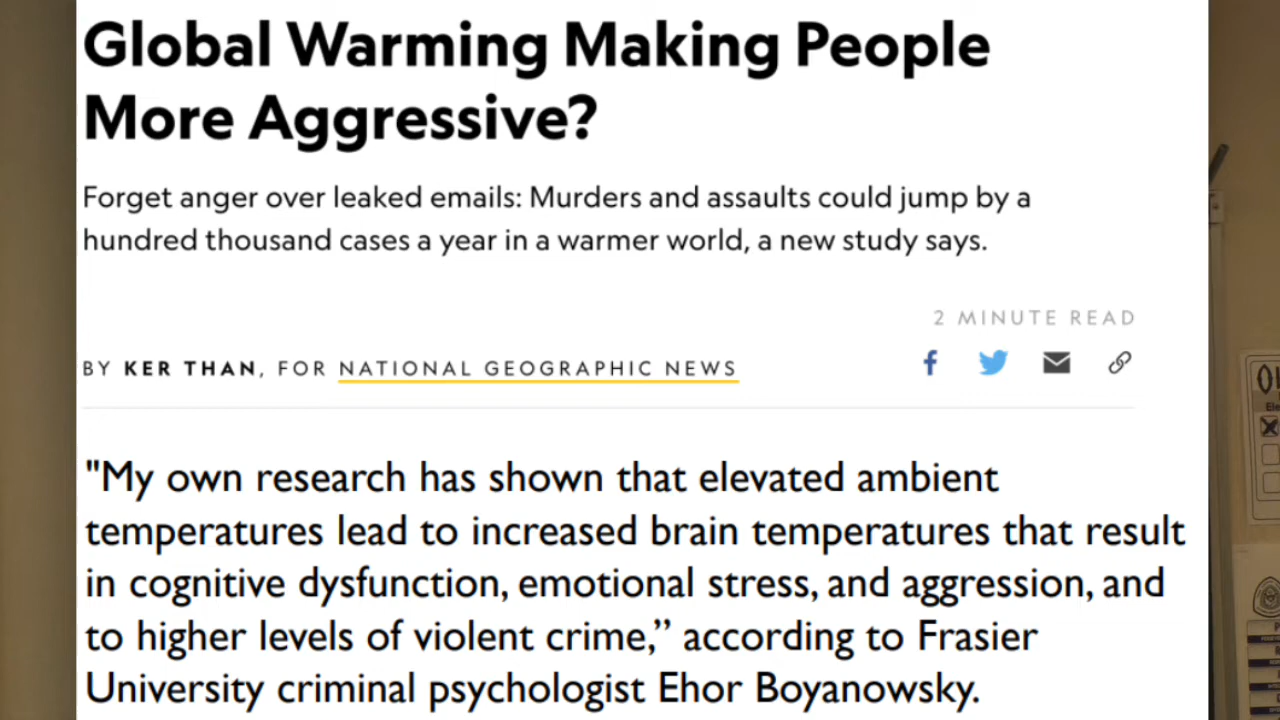 Global Warming Making People
More Aggressive?
Forget anger over leaked emails: Murders and assaults could jump by a
hundred thousand cases a year in a warmer world, a new study says.
2 MINUTE READ
BY KER THAN, FOR NATIONAL GEOGRAPHIC NEWS
"My own research has shown that elevated ambient
temperatures lead to increased brain temperatures that result
in cognitive dysfunction, emotional stress, and aggression, and
to higher levels of violent crime,” according to Frasier
University criminal psychologist Ehor Boyanowsky.